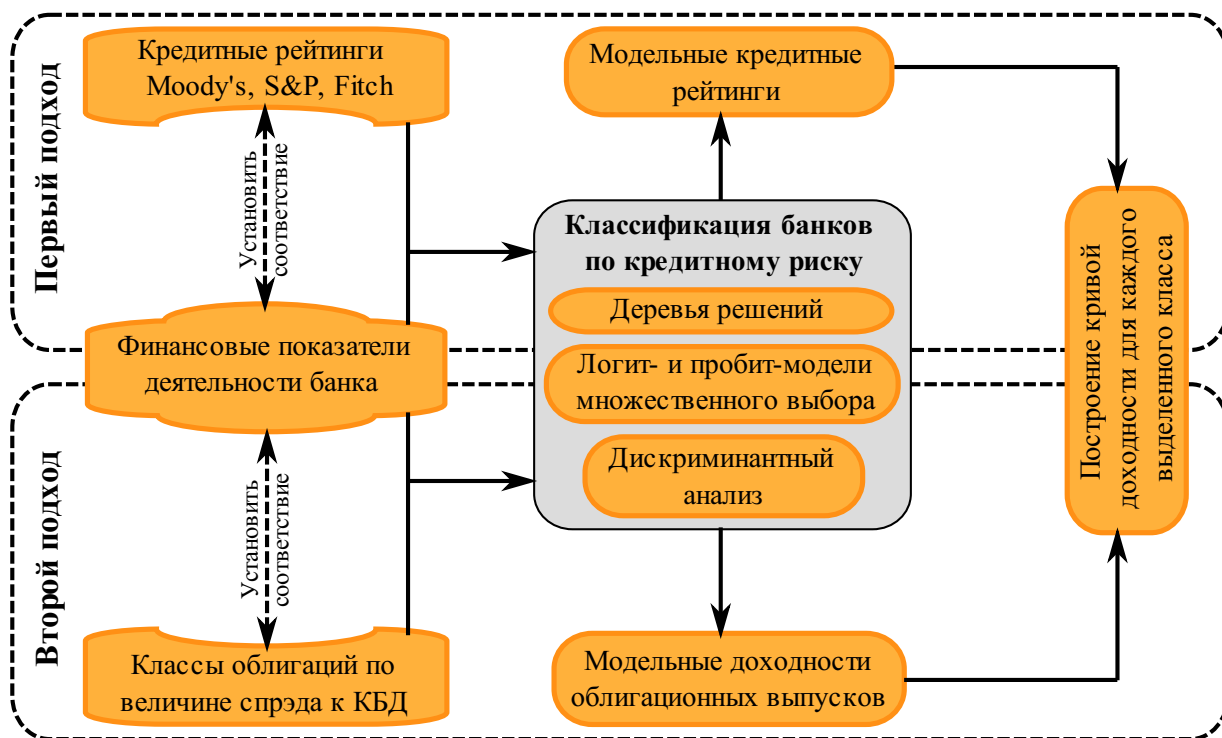 Первый подход
Кредитные рейтинги
Moody's, S&P, Fitch
Установить
соответствие
Финансовые показатели
деятельности банка
Второй подход
Установить
соответствие
Классы облигаций по
величине спрэда к КБД
Модельные кредитные
рейтинги
Классификация банков
по кредитному риску
Деревья решений
Логит- и пробит-модели
множественного выбора
Дискриминантный
анализ
Модельные доходности
облигационных выпусков
Построение кривой
доходности для каждого
выделенного класса